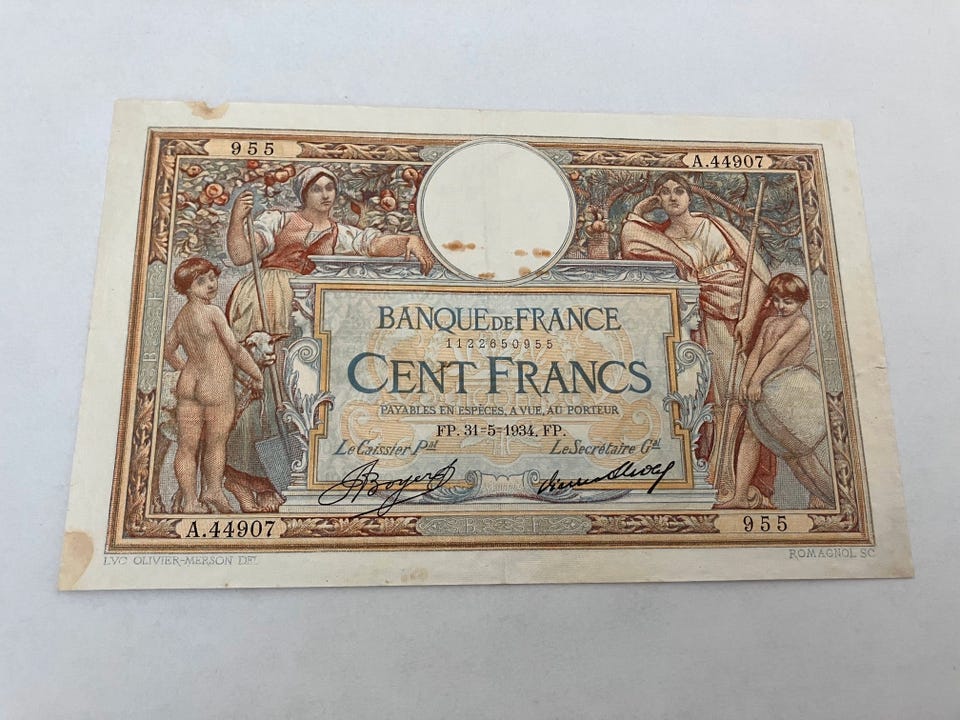 955
A.44907
BANQUE DE FRANCE
1122650955
CENT FRANCS
PAYABLES EN ESPÈCES, A VUE, AU PORTEUR
FP. 31=5=1934. FP.
Le Caissier Pal Le Secrétaire Gal
A.44907
955
LVC OLIVIER-MERSON DEL
ROMAGNOL SC